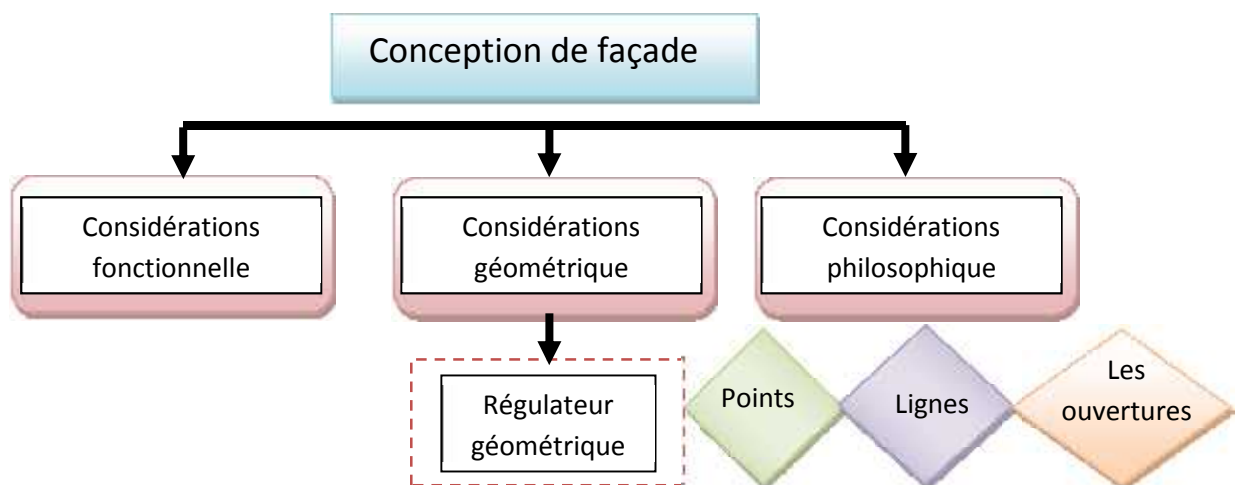 Conception de façade
Considérations
fonctionnelle
Considérations
géométrique
Considérations
philosophique
Régulateur
géométrique
Points
Lignes
Les
ouvertures